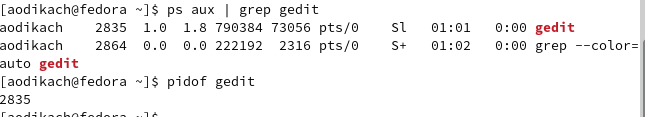 [aodikach@fedora ~]$ ps aux | grep gedit
aodikach    2835  1.0  1.8 790384 73056 pts/0    Sl   01:01   0:00 gedit
aodikach    2864  0.0  0.0 222192  2316 pts/0    S+   01:02   0:00 grep --color=
auto gedit
[aodikach@fedora ~]$ pidof gedit
2835
[aodikach@fedora ~]$